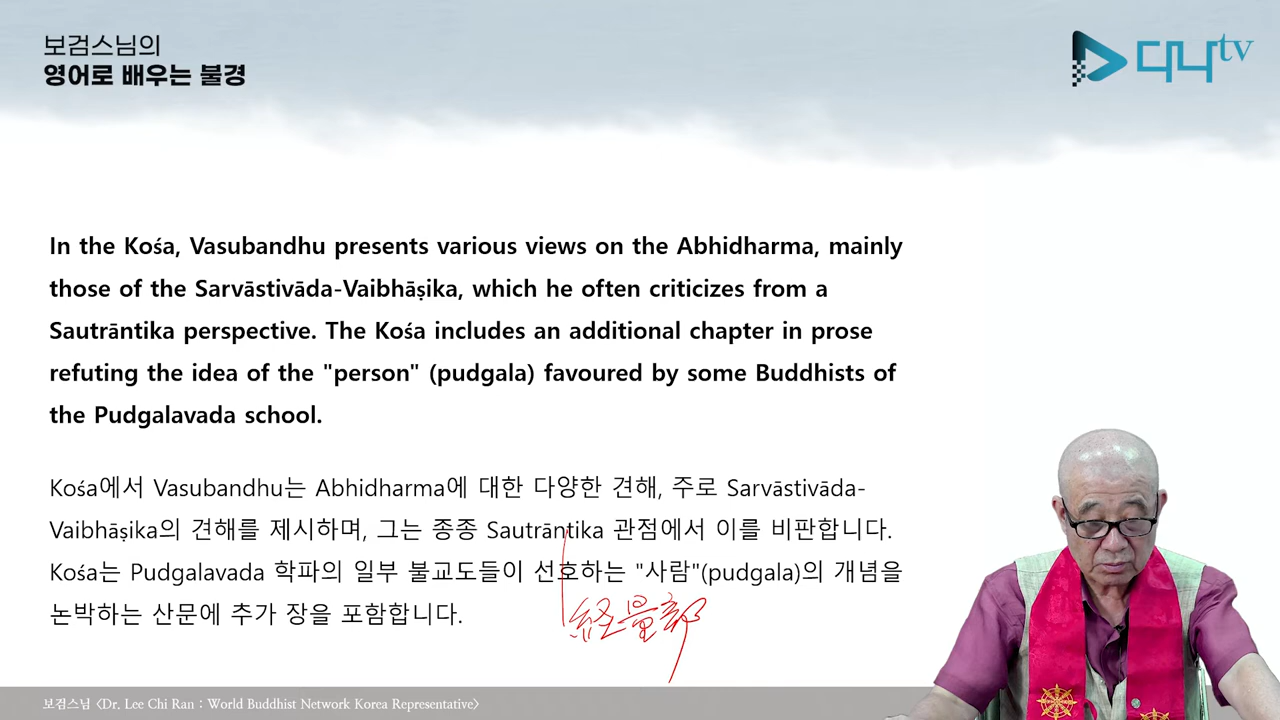 보검스님의
영어로 배우는 불경
다나tv
In the Kośa, Vasubandhu presents various views on the Abhidharma, mainly
those of the Sarvāstivāda-Vaibhāṣika, which he often criticizes from a
Sautrāntika perspective. The Kośa includes an additional chapter in prose
refuting the idea of the "person" (pudgala) favoured by some Buddhists of
the Pudgalavada school.
Kośa에서 Vasubandhu는 Abhidharma에 대한 다양한 견해, 주로 Sarvāstivāda-
Vaibhāṣika의 견해를 제시하며, 그는 종종 Sautrāntika 관점에서 이를 비판합니다.
Kośa는 Pudgalavada 학파의 일부 불교도들이 선호하는 "사람"(pudgala)의 개념을
논박하는 산문에 추가 장을 포함합니다.
経量部
보검스님 <Dr. Lee Chi Ran : World Buddhist Network Korea Representative>